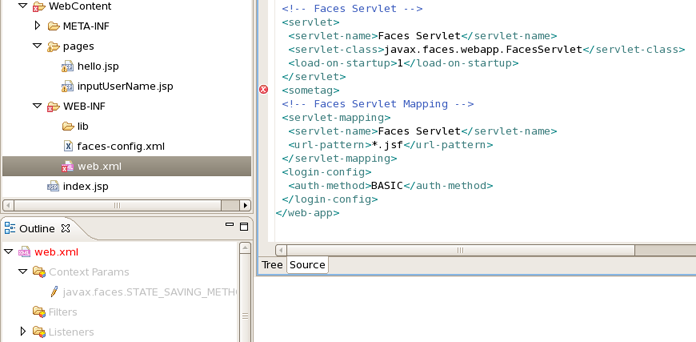 WebContent
META-INF
pages
hello.jsp
inputUserName.jsp
WEB-INF
lib
faces-config.xml
web.xml
index.jsp
Outline
web.xml
Context Params
javax.faces.STATE_SAVING_METH
Filters
Listeners
<!-- Faces Servlet -->
<servlet>
<servlet-name>Faces Servlet</servlet-name>
<servlet-class>javax.faces.webapp.FacesServlet</servlet-class>
<load-on-startup>1</load-on-startup>
</servlet>
<sometag>
<!-- Faces Servlet Mapping -->
<servlet-mapping>
<servlet-name>Faces Servlet</servlet-name>
<url-pattern>*.jsf</url-pattern>
</servlet-mapping>
<login-config>
<auth-method>BASIC</auth-method>
</login-config>
</web-app>
Tree
Source